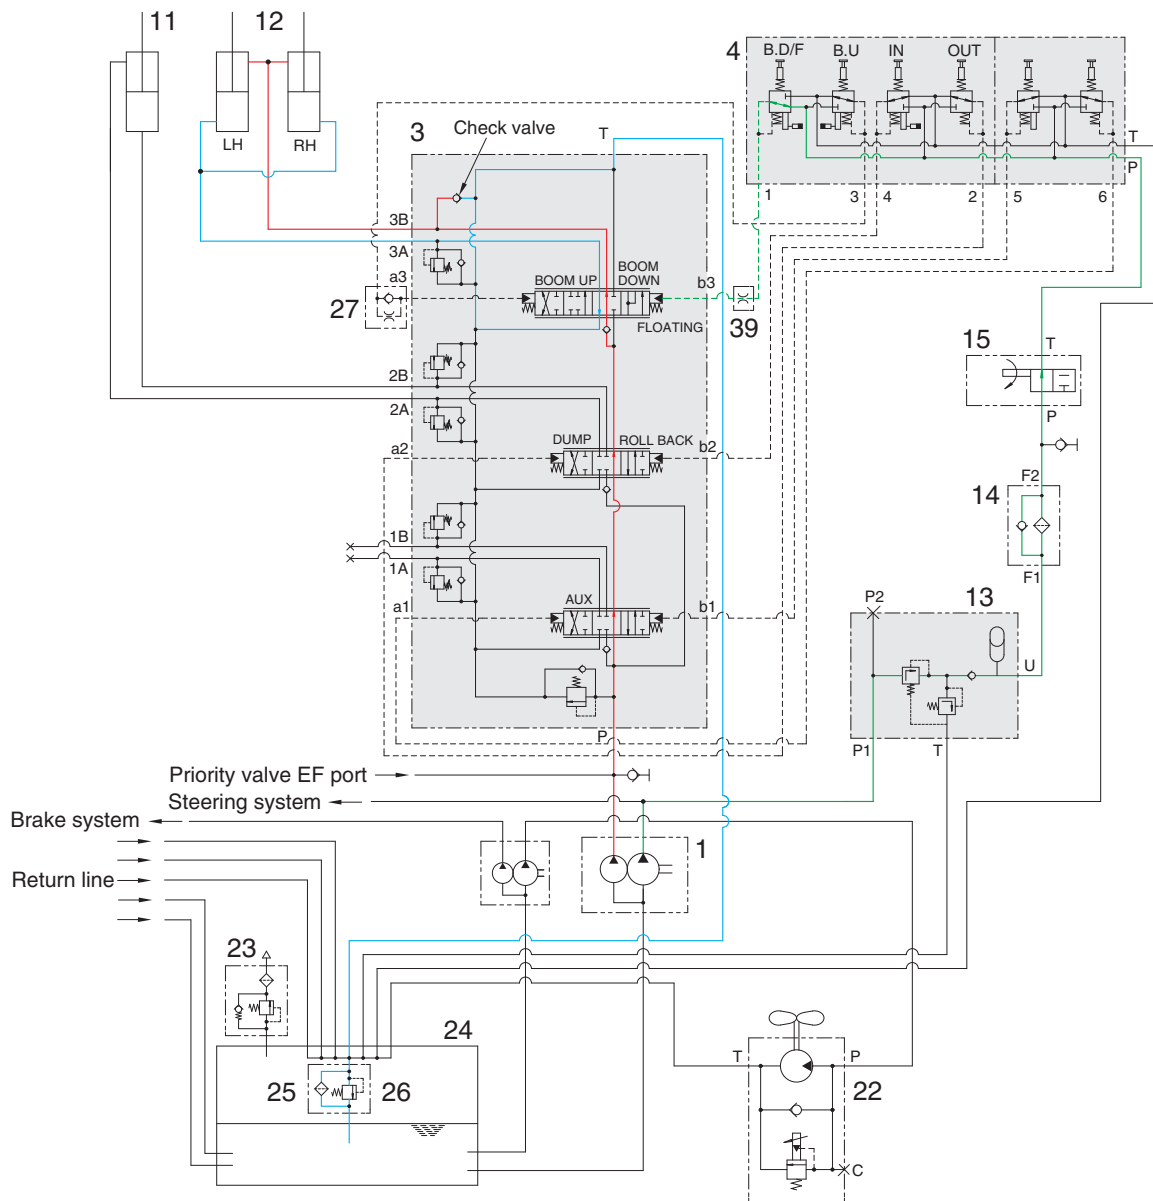 11
12
LH
RH
4
B.D/F
B.U
IN
OUT
T
P
1
3
4
2
5
6
3
Check valve
T
3B
3A
a3
27
BOOM UP
BOOM
DOWN
FLOATING
b3
39
2B
2A
a2
DUMP
ROLL BACK
b2
1B
1A
a1
AUX
b1
P
15
T
P
14
F2
F1
P2
13
U
P1
T
Priority valve EF port
Steering system
Brake system
Return line
1
23
24
25
26
T
P
22
C